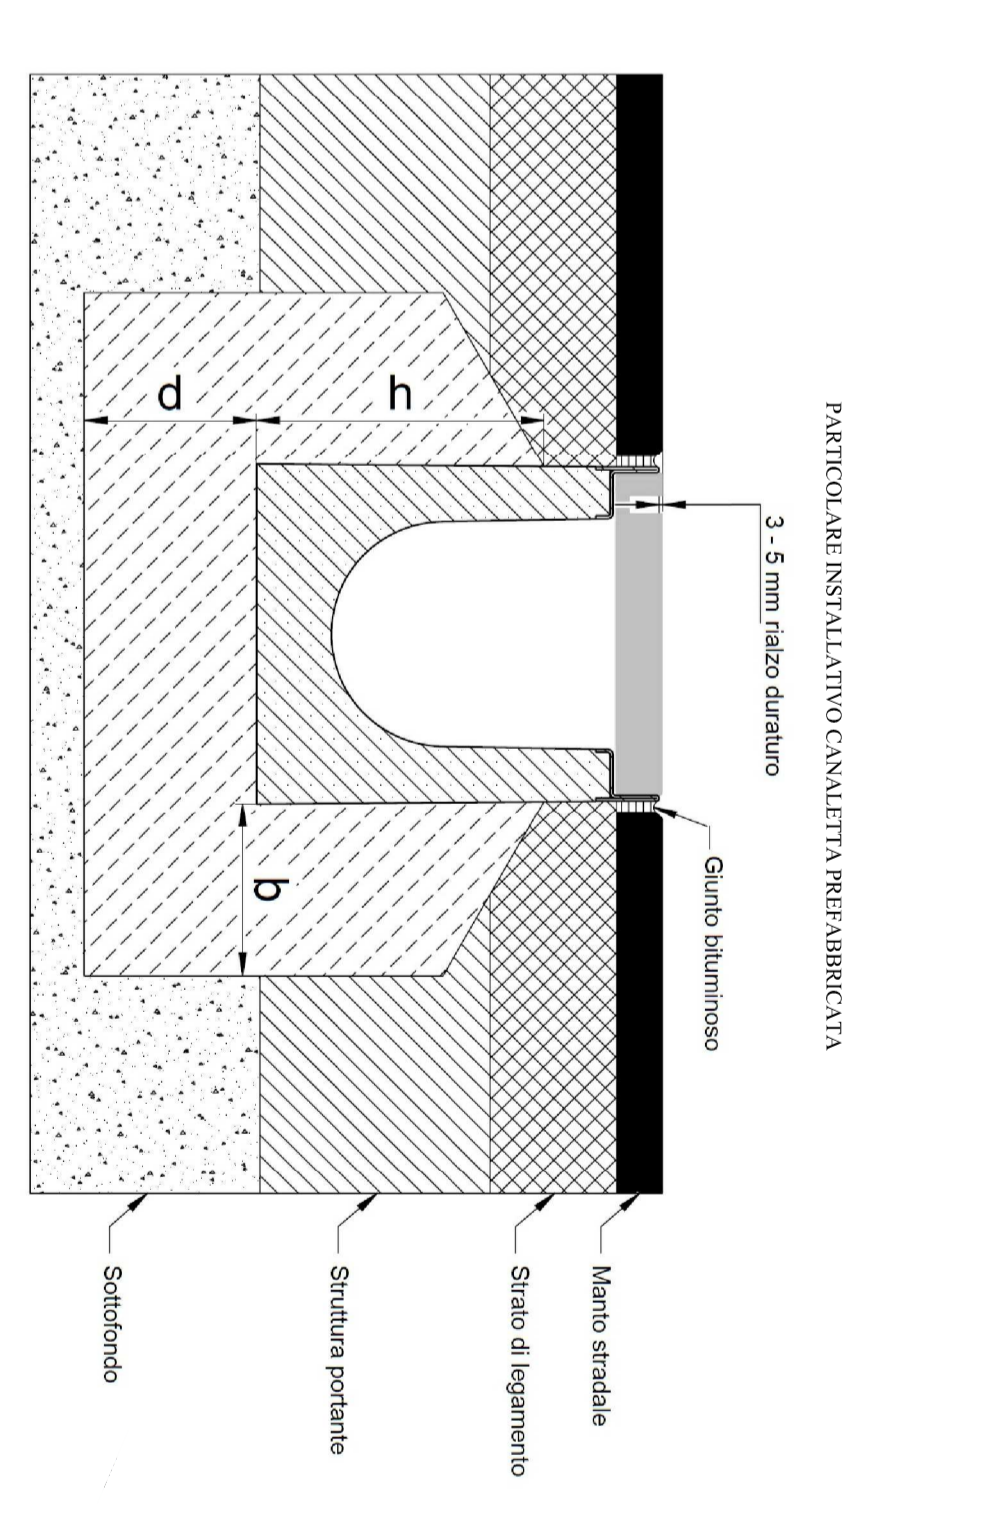 PARTICOLARE INSTALLATIVO CANALETTA PREFABBRICATA
3 - 5 mm rialzo duraturo
Giunto bituminoso
Manto stradale
Strato di legamento
h
Struttura portante
b
d
Sottofondo